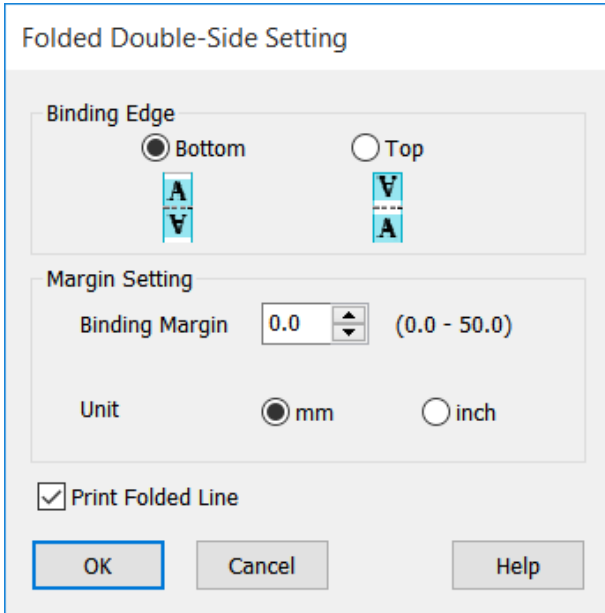 Folded Double-Side Setting
Binding Edge
Bottom Top
A A
A A
Margin Setting
Binding Margin 0.0 (0.0 - 50.0)
Unit mm inch
Print Folded Line
OK Cancel Help